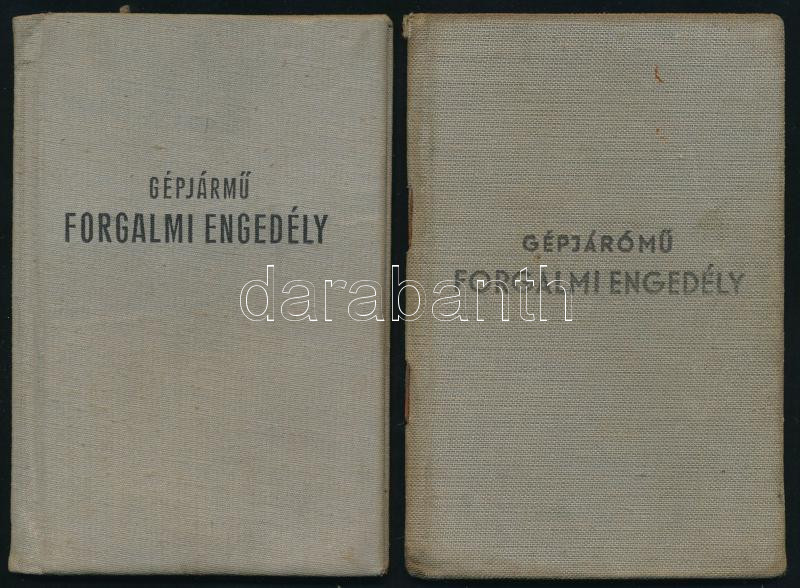 GÉPJÁRMŰ
FORGALMI ENGEDÉLY
GÉPJÁRÓMŰ
FORGALMI ENGEDÉLY
darabanth